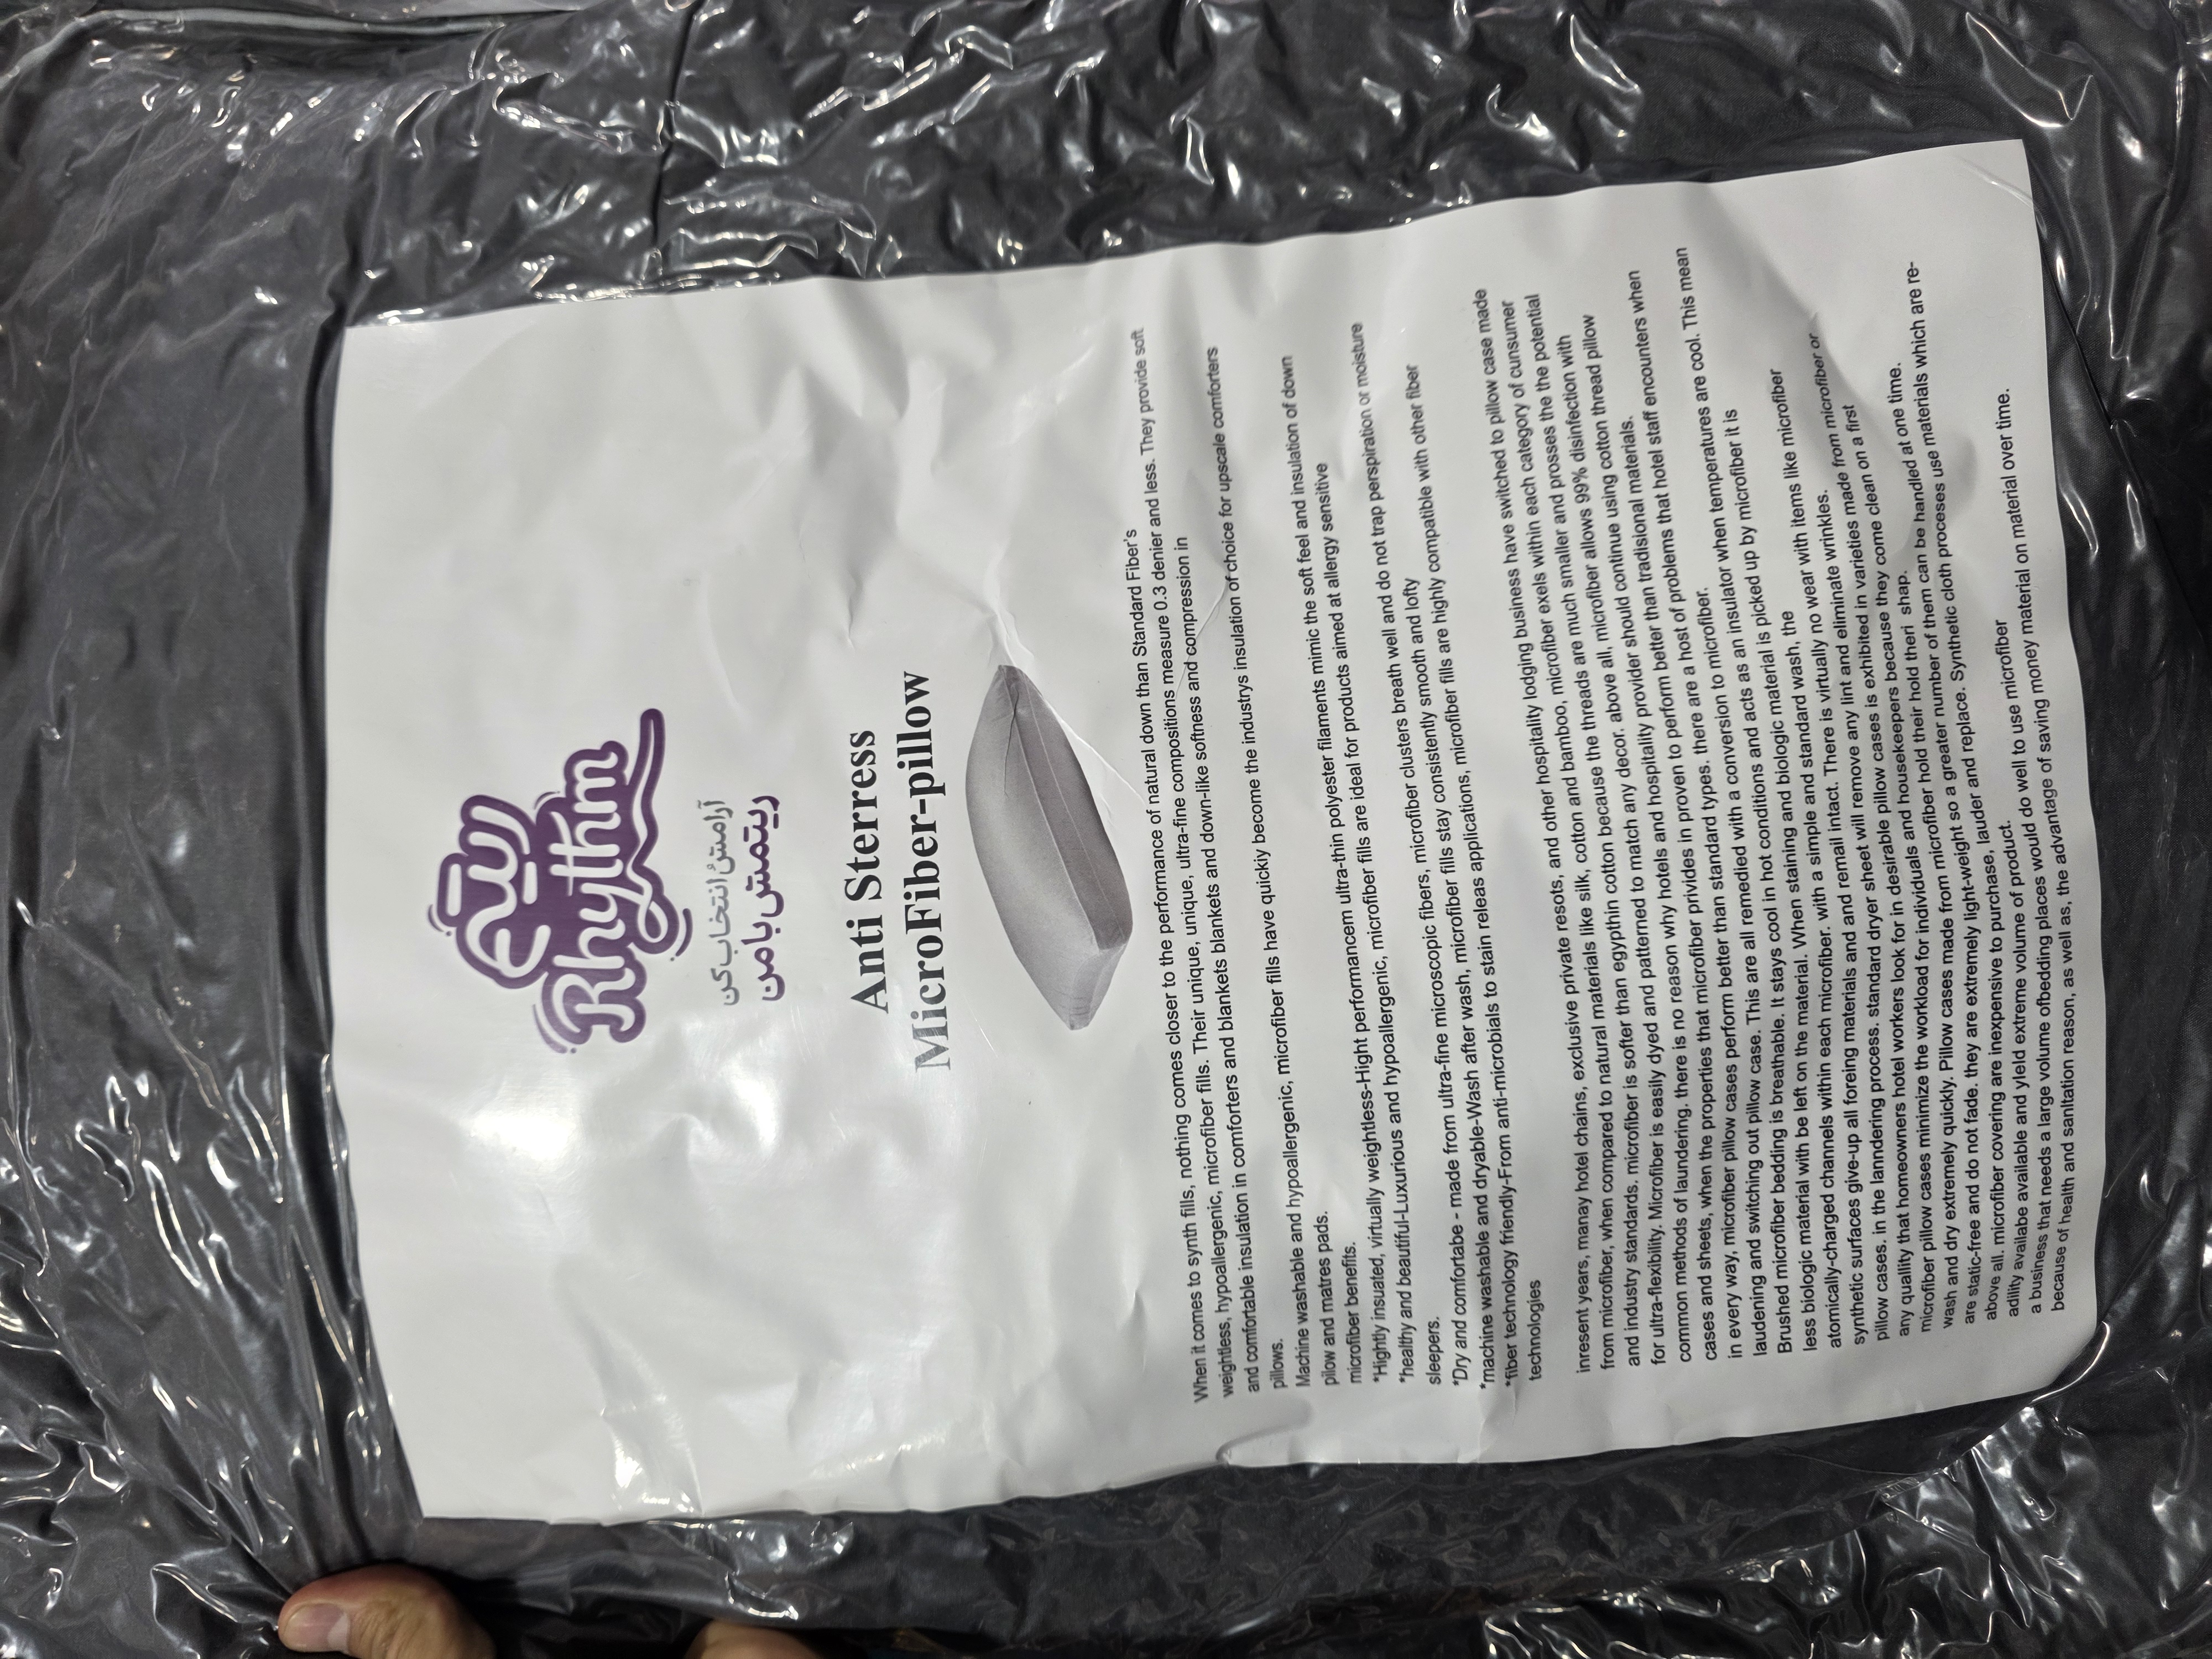 ریتم
Rhythm
آرامشُ انتخاب کن
ریتمش با من
Anti Sterress
MicroFiber-pillow
When it comes to synth fills, nothing comes closer to the performance of natural down than Standard Fiber's
weightless, hypoallergenic, microfiber fills. Their unique, unique, ultra-fine compositions measure 0.3 denier and less. They provide soft
and comfortable insulation in comforters and blankets blankets and down-like softness and compression in
pillows.
Machine washable and hypoallergenic, microfiber fills have quickiy become the industrys insulation of choice for upscale comforters
pilow and matres pads.
microfiber benefits.
*Hightly insuated, virtually weightless-Hight performancem ultra-thin polyester filaments mimic the soft feel and insulation of down
*healthy and beautiful-Luxurious and hypoallergenic, microfiber fills are ideal for products aimed at allergy sensitive
sleepers.
*Dry and comfortabe - made from ultra-fine microscopic fibers, microfiber clusters breath well and do not trap perspiration or moisture
*machine washable and dryable-Wash after wash, microfiber fills stay consistently smooth and lofty
*fiber technology friendly-From anti-microbials to stain releas applications, microfiber fills are highly compatible with other fiber
technologies
inresent years, manay hotel chains, exclusive private resots, and other hospitality lodging business have switched to pillow case made
from microfiber, when compared to natural materials like silk, cotton and bamboo, microfiber exels within each category of cunsumer
and industry standards. microfiber is softer than egypthin cotton because the threads are much smaller and prosses the the potential
for ultra-flexibility. Microfiber is easily dyed and patterned to match any decor. above all, microfiber allows 99% disinfection with
common methods of laundering, there is no reason why hotels and hospitality provider should continue using cotton thread pillow
cases and sheets, when the properties that microfiber privides in proven to perform better than tradisional materials.
in every way, microfiber pillow cases perform better than standard types. there are a host of problems that hotel staff encounters when
laudening and switching out pillow case. This are all remedied with a conversion to microfiber.
Brushed microfiber bedding is breathable. It stays cool in hot conditions and acts as an insulator when temperatures are cool. This mean
less biologic material with be left on the material. When staining and biologic material is picked up by microfiber it is
atomically-charged channels within each microfiber. with a simple and standard wash, the
synthetic surfaces give-up all foreing materials and and remail intact. There is virtually no wear with items like microfiber
pillow cases. in the lanndering process. standard dryer sheet will remove any lint and eliminate wrinkles.
any quality that homeowners hotel workers look for in desirable pillow cases is exhibited in varieties made from microfiber or
microfiber pillow cases minimize the workload for individuals and housekeepers because they come clean on a first
wash and dry extremely quickly. Pillow cases made from microfiber hold their hold theri shap.
are static-free and do not fade. they are extremely light-weight so a greater number of them can be handled at one time.
above all. microfiber covering are inexpensive to purchase, lauder and replace. Synthetic cloth proceses use materials which are re-
adility availabe available and yleld extreme volume of product.
a business that needs a large volume ofbedding places would do well to use microfiber
because of health and sanitation reason, as well as, the advantage of saving money material on material over time.